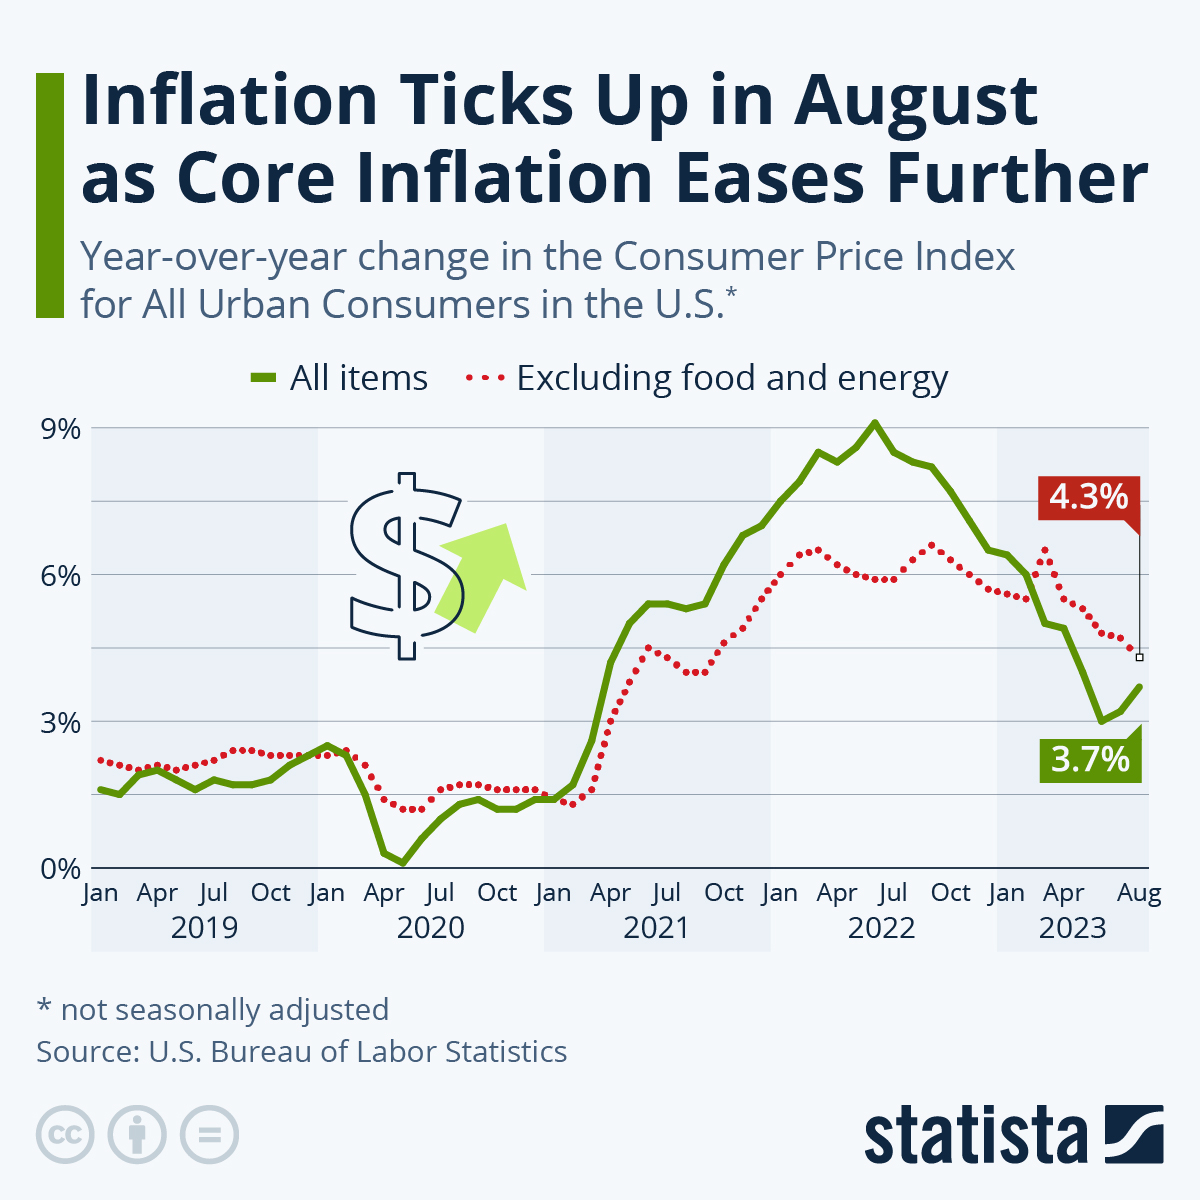 Inflation Ticks Up in August
as Core Inflation Eases Further
Year-over-year change in the Consumer Price Index
for All Urban Consumers in the U.S.*
All items
Excluding food and energy
9%
6%
3%
0%
$
4.3%
3.7%
Jan Apr Jul Oct Jan Apr Jul Oct Jan Apr Jul Oct Jan Apr Jul Oct Jan Apr Aug
2019 2020 2021 2022 2023
* not seasonally adjusted
Source: U.S. Bureau of Labor Statistics
cc
statista